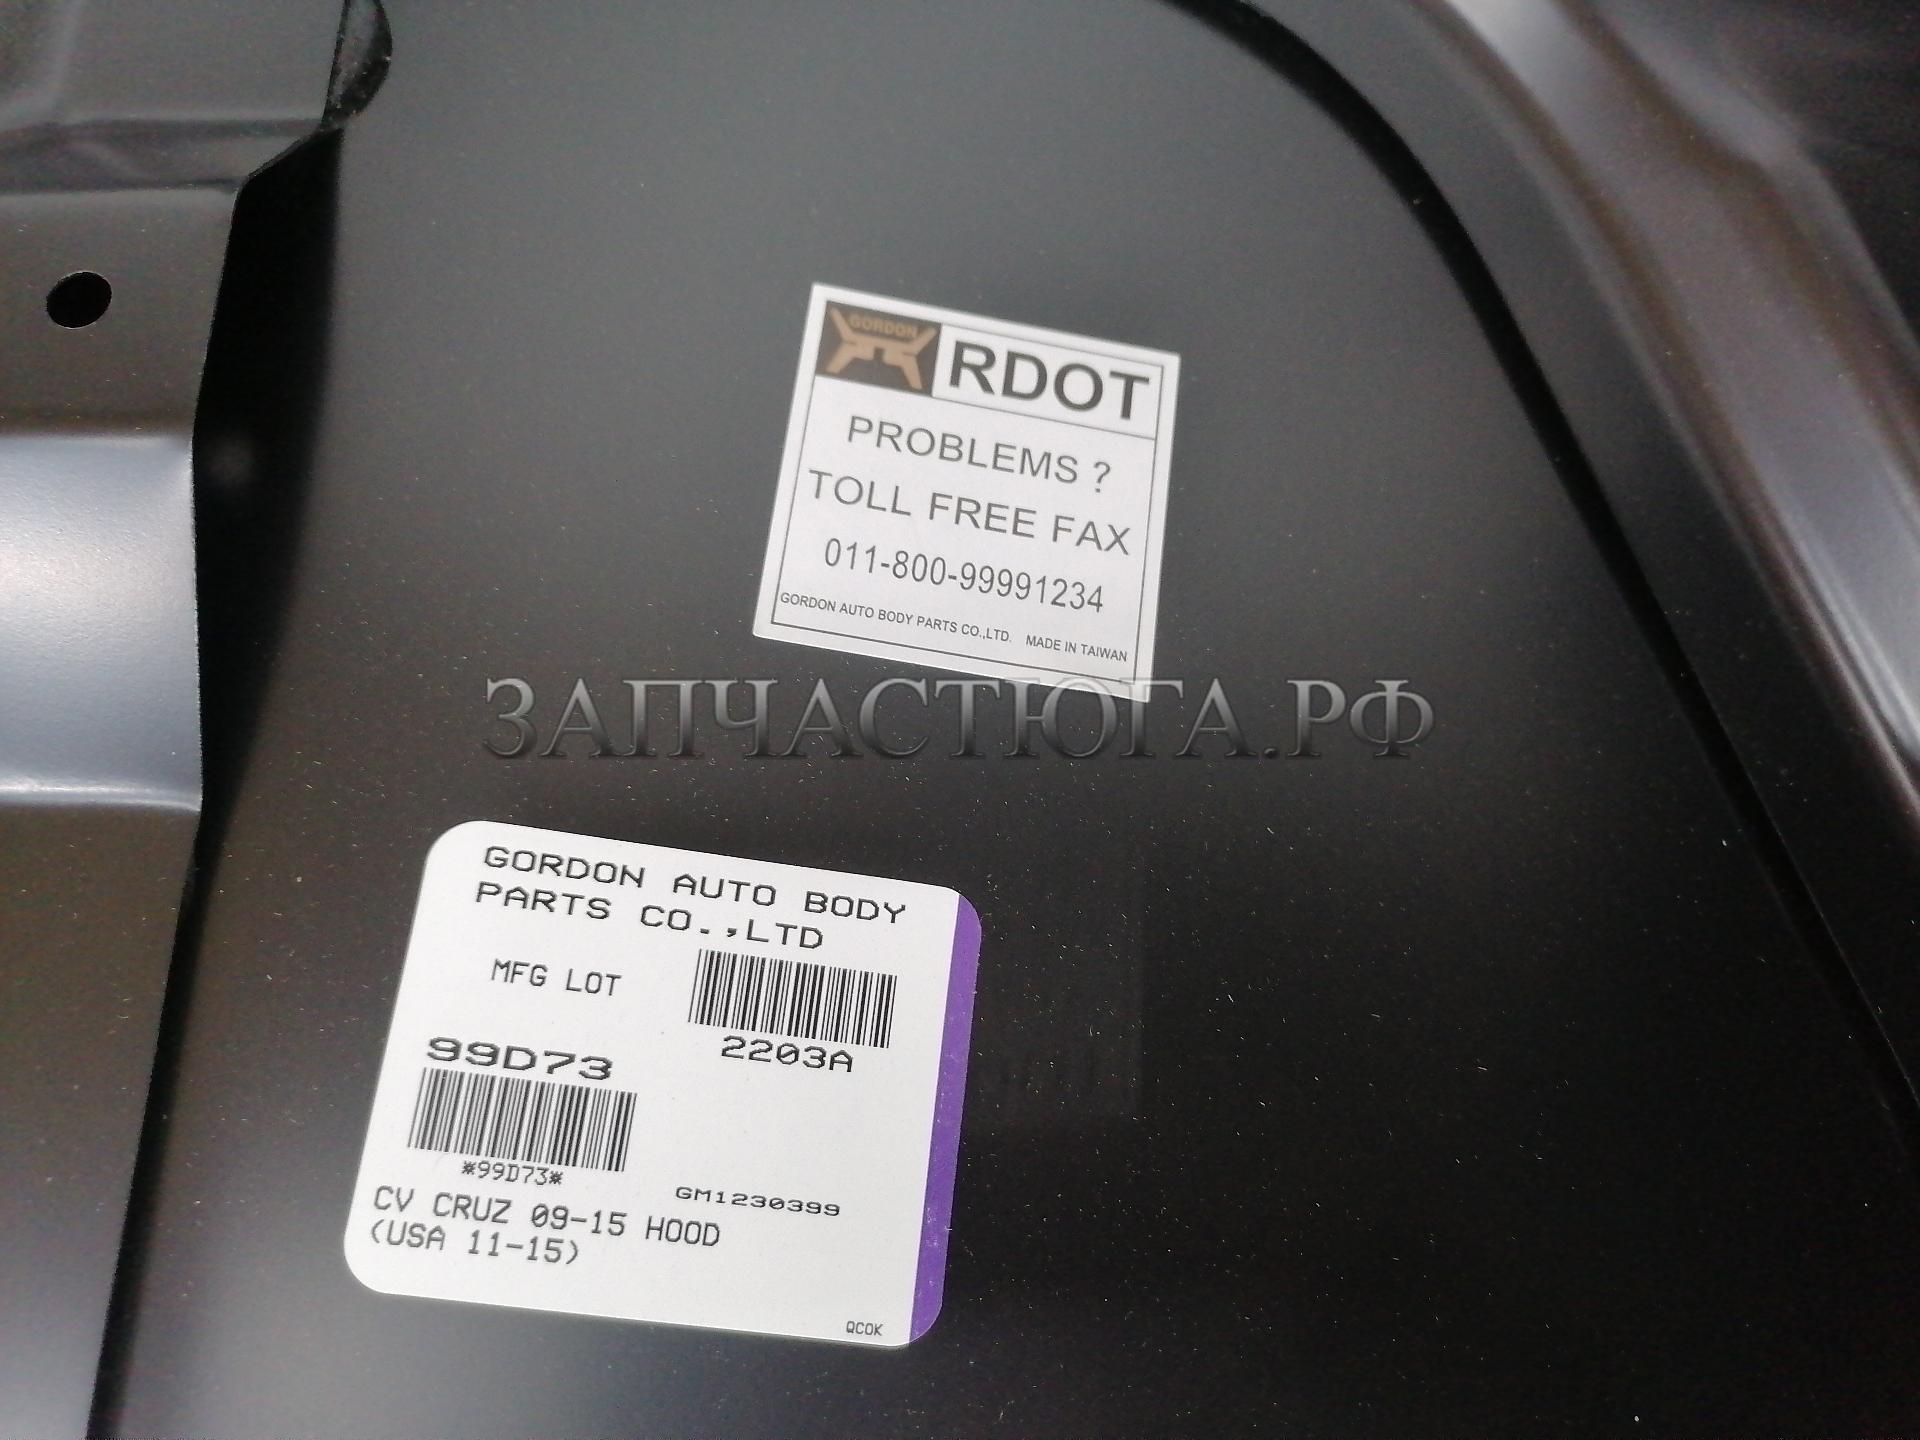 GORDON
RDOT
PROBLEMS ?
TOLL FREE FAX
011-800-99991234
GORDON AUTO BODY PARTS CO.,LTD. MADE IN TAIWAN
ЗАПЧАСТЮГА.РФ
GORDON AUTO BODY
PARTS CO.,LTD
MFG LOT
2203A
99D73
*99D73*
GM1230399
CV CRUZ 09-15 HOOD
(USA 11-15)
QCOK